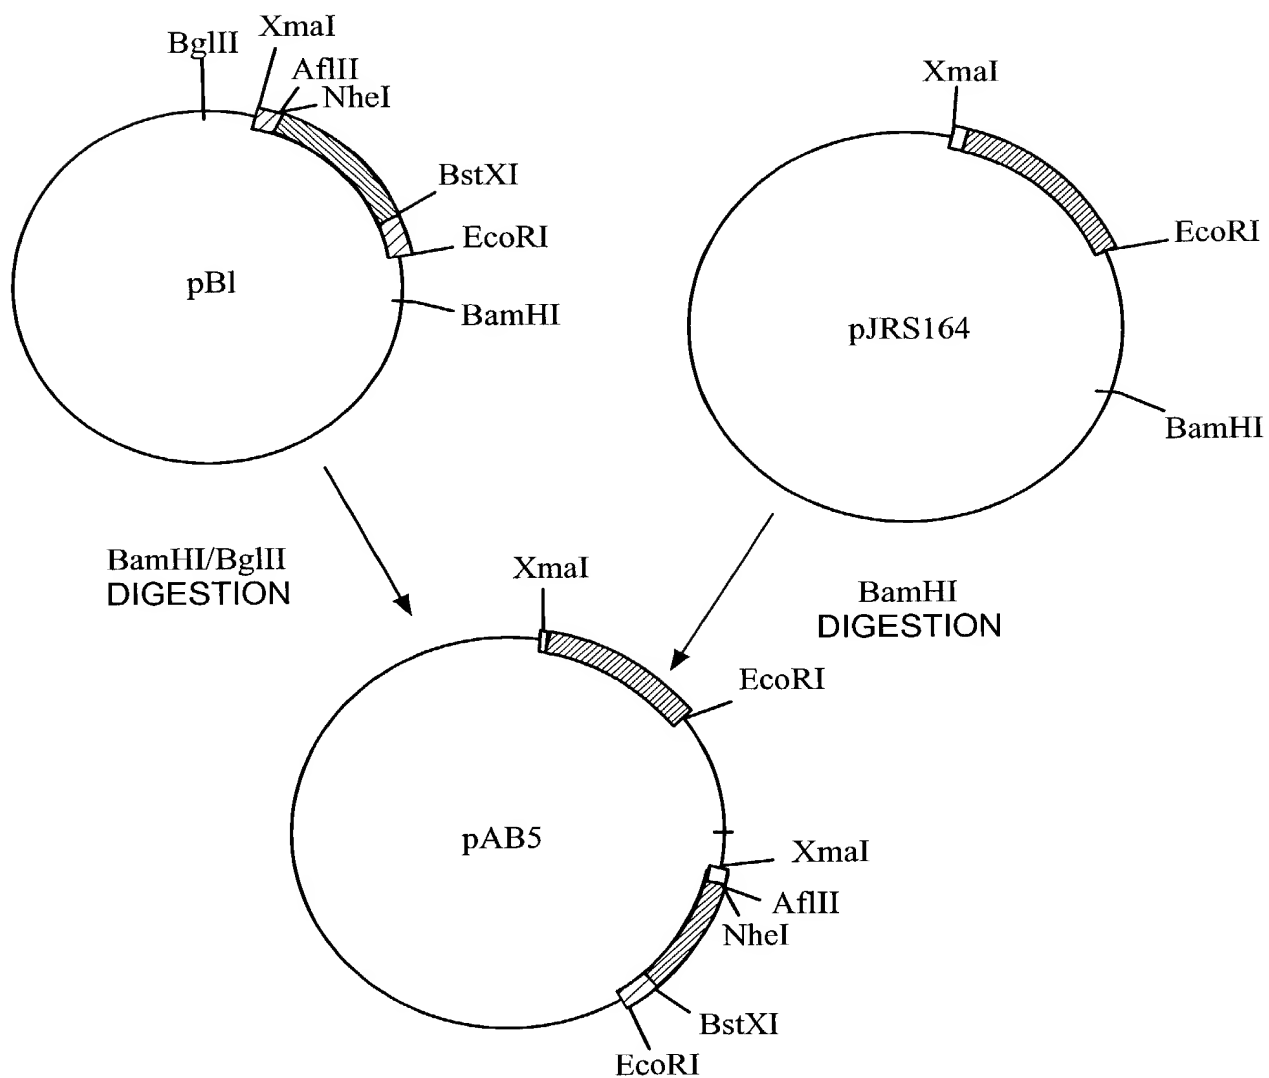 BglII
XmaI
AflII
NheI
BstXI
EcoRI
BamHI
pBl
XmaI
EcoRI
BamHI
pJRS164
BamHI/BglII
DIGESTION
BamHI
DIGESTION
XmaI
EcoRI
pAB5
XmaI
AflII
NheI
BstXI
EcoRI